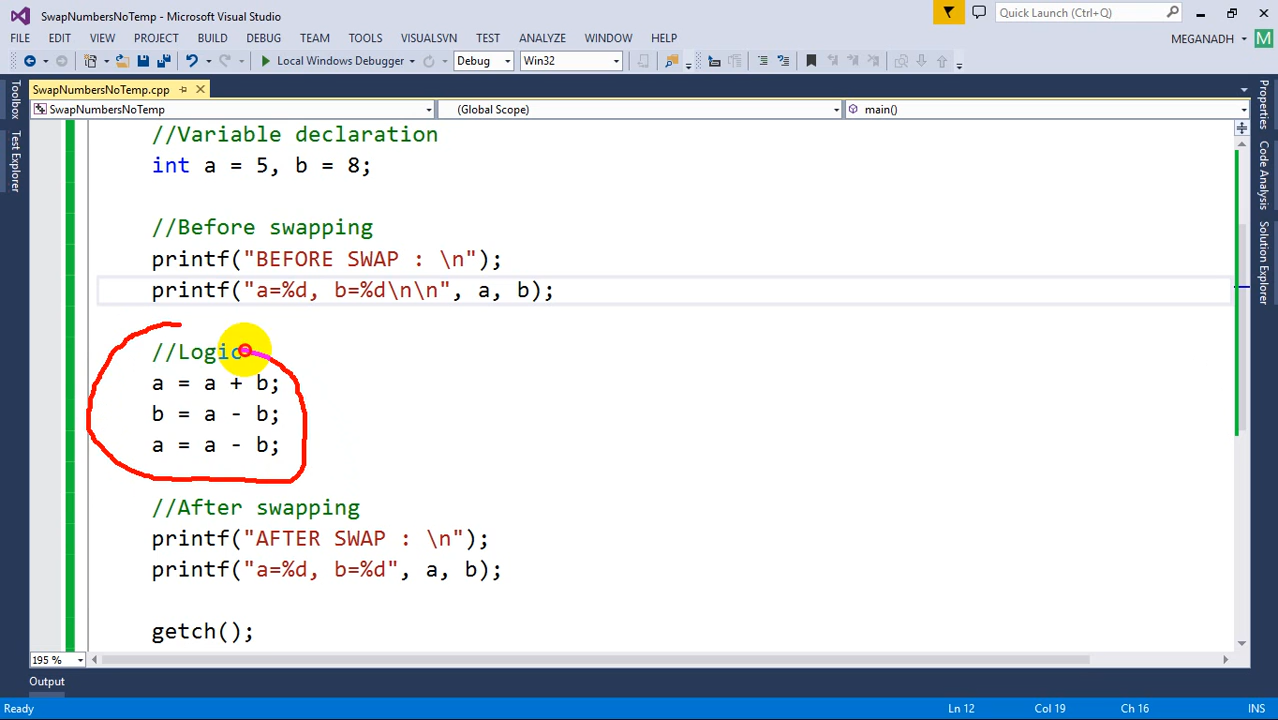 SwapNumbersNoTemp - Microsoft Visual Studio
Quick Launch (Ctrl+Q)
FILE EDIT VIEW PROJECT BUILD DEBUG TEAM TOOLS VISUALSVN TEST ANALYZE WINDOW HELP
MEGANADH M
Local Windows Debugger Debug Win32
SwapNumbersNoTemp.cpp
SwapNumbersNoTemp (Global Scope) main()
Toolbox
Test Explorer
//Variable declaration
int a = 5, b = 8;
//Before swapping
printf("BEFORE SWAP : \n");
printf("a=%d, b=%d\n\n", a, b);
//Logic
a = a + b;
b = a - b;
a = a - b;
//After swapping
printf("AFTER SWAP : \n");
printf("a=%d, b=%d", a, b);
getch();
Properties
Code Analysis
Solution Explorer
195 %
Output
Ready Ln 12 Col 19 Ch 16 INS